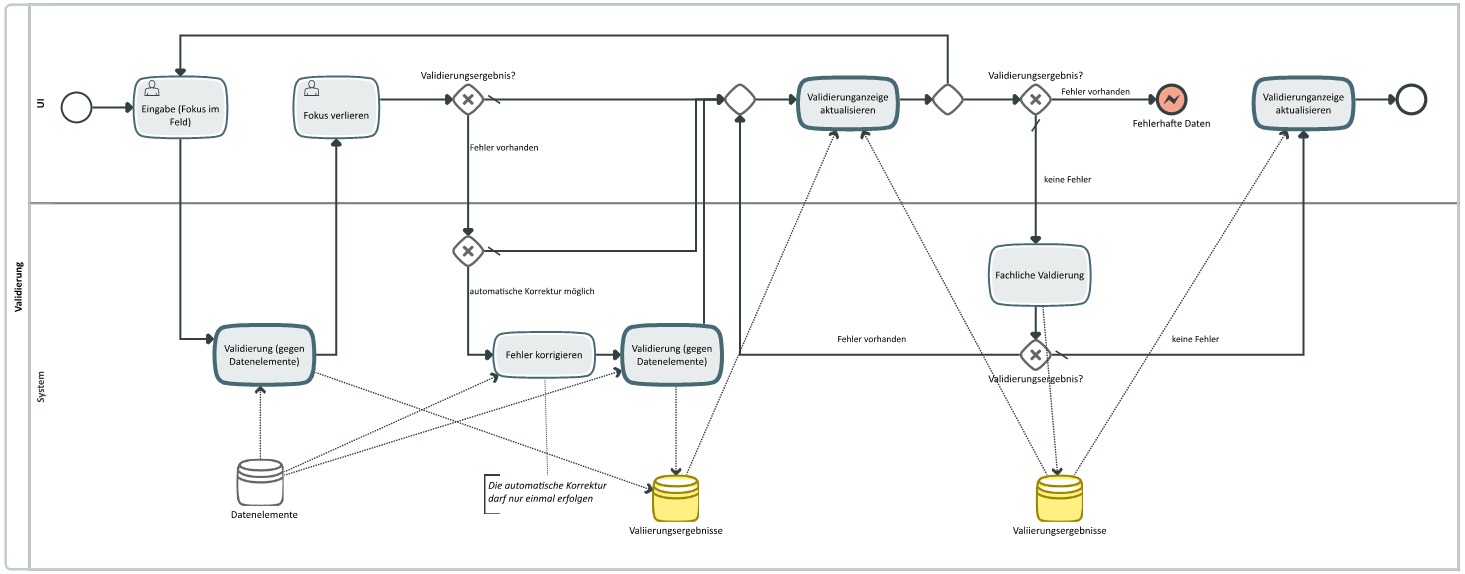 Validierung
UI
System
Eingabe (Fokus im
Feld)
Fokus verlieren
Validierungsergebnis?
Fehler vorhanden
Validierunganzeige
aktualisieren
Validierungsergebnis?
Fehler vorhanden
Fehlerhafte Daten
Validierunganzeige
aktualisieren
keine Fehler
Fachliche Valdierung
automatische Korrektur möglich
Validierung (gegen
Datenelemente)
Fehler korrigieren
Validierung (gegen
Datenelemente)
Fehler vorhanden
keine Fehler
Validierungsergebnis?
Datenelemente
Die automatische Korrektur
darf nur einmal erfolgen
Valiierungsergebnisse
Valiierungsergebnisse